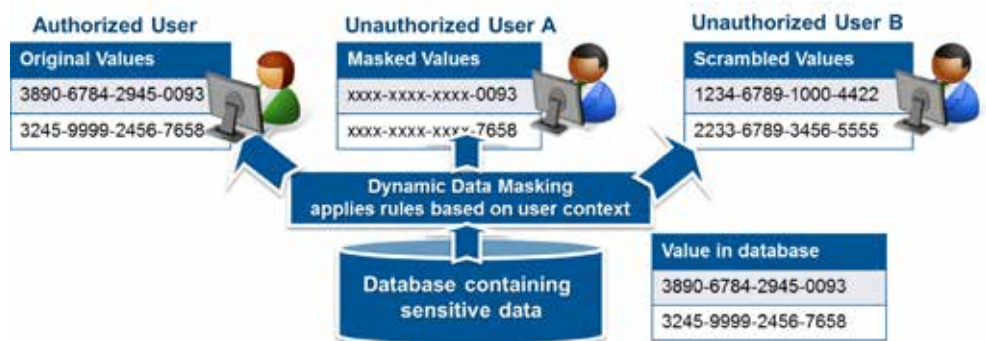 Authorized User
Original Values
3890-6784-2945-0093
3245-9999-2456-7658
Unauthorized User A
Masked Values
xxxx-xxxx-xxxx-0093
xxxx-xxxx-xxxx-7658
Unauthorized User B
Scrambled Values
1234-6789-1000-4422
2233-6789-3456-5555
Dynamic Data Masking
applies rules based on user context
Database containing
sensitive data
Value in database
3890-6784-2945-0093
3245-9999-2456-7658